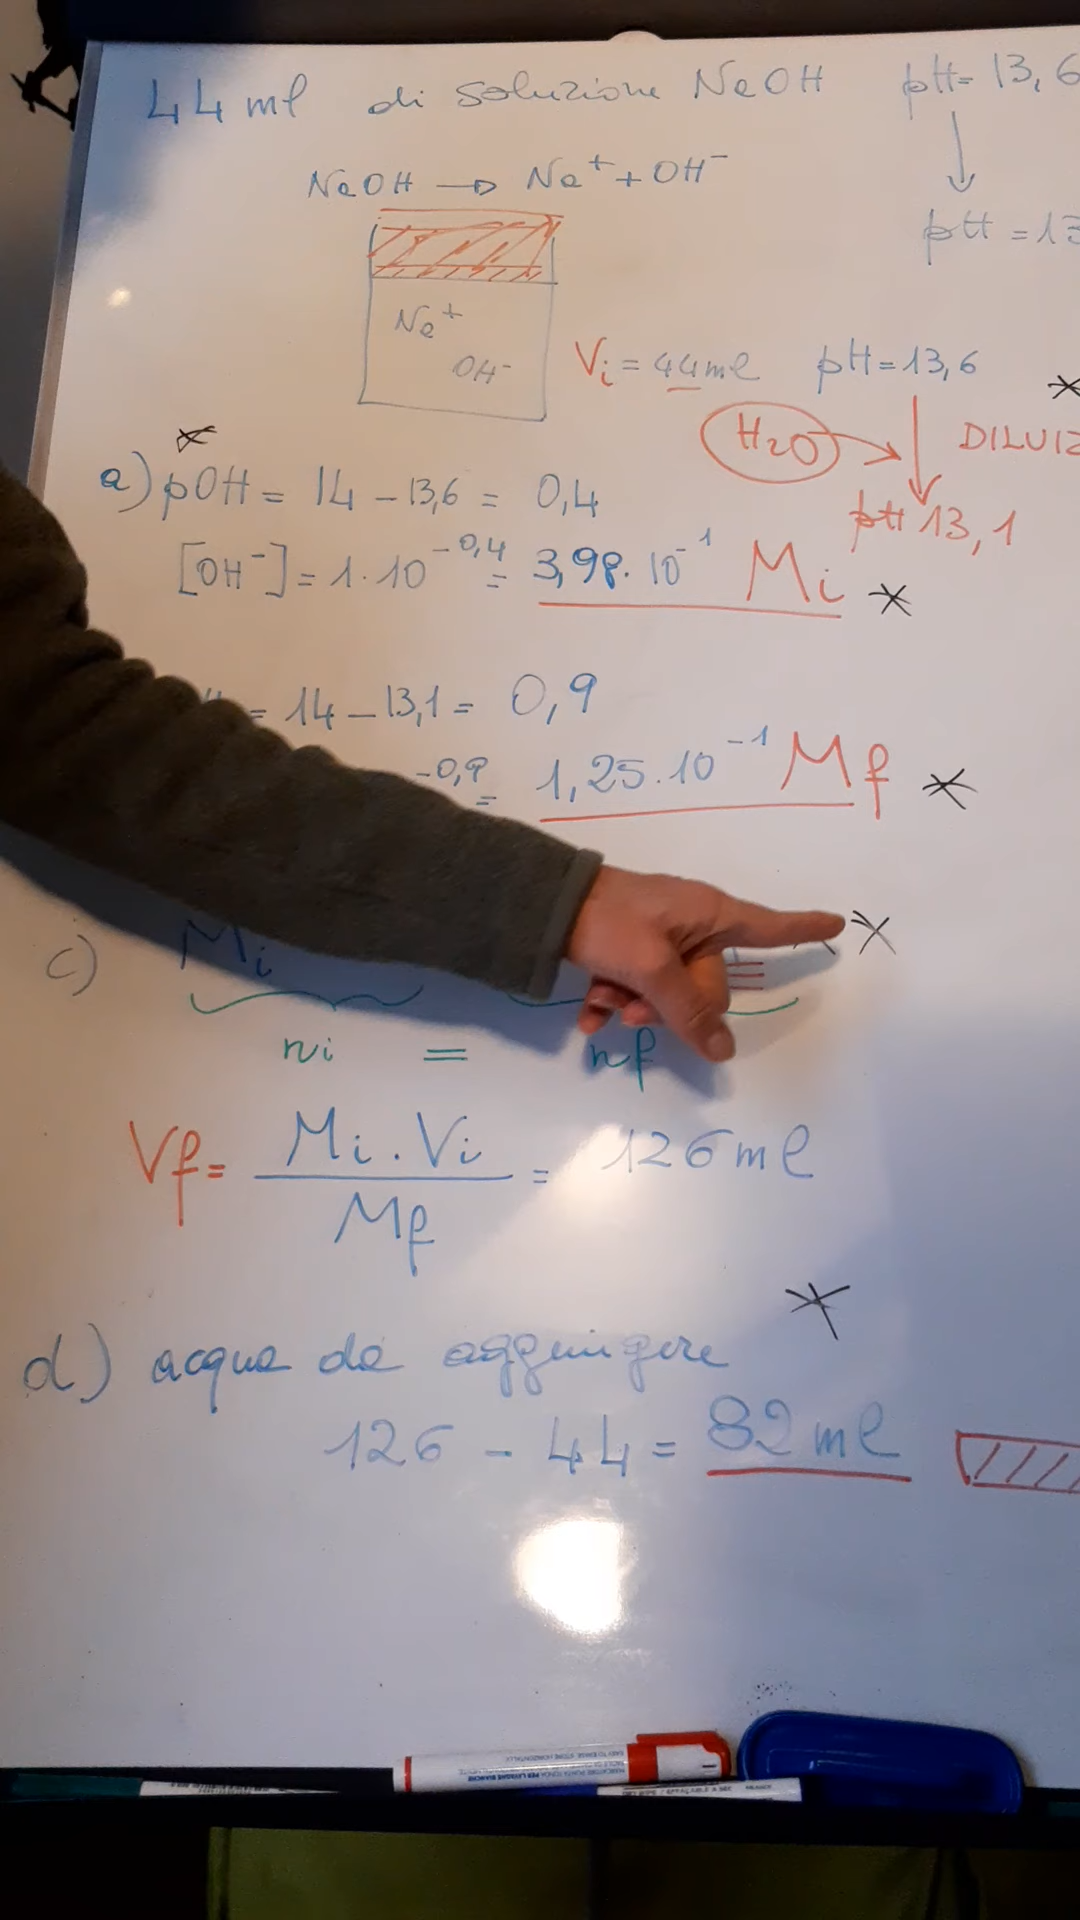 44 ml di soluzione NaOH pH= 13,6
NaOH → Na⁺ + OH⁻
pH = 13
Na⁺
OH⁻
Vi = 44 ml pH = 13,6
H2O
DILUIZ
a) pOH = 14 - 13,6 = 0,4
pH 13,1
[OH⁻] = 1 · 10⁻⁰,⁴ = 3,98 · 10⁻¹ Mi
= 14 - 13,1 = 0,9
⁻⁰,⁹ = 1,25 · 10⁻¹ Mf
c) Mi
ni = nf
Vf = Mi · Vi / Mf = 126 ml
d) acqua da aggiungere
126 - 44 = 82 ml